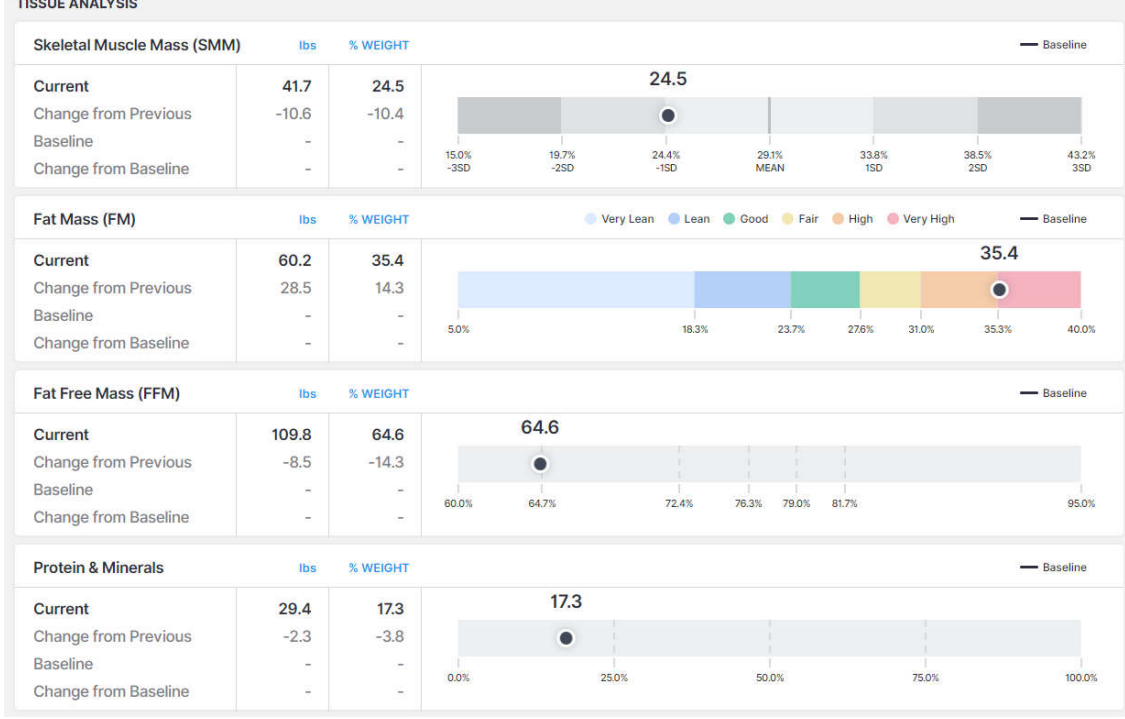 TISSUE ANALYSIS
Skeletal Muscle Mass (SMM) lbs % WEIGHT Baseline
Current 41.7 24.5 24.5
Change from Previous -10.6 -10.4
Baseline - -
Change from Baseline - -
15.0% 19.7% 24.4% 29.1% 33.8% 38.5% 43.2%
-3SD -2SD -1SD MEAN 1SD 2SD 3SD
Fat Mass (FM) lbs % WEIGHT Very Lean Lean Good Fair High Very High Baseline
Current 60.2 35.4 35.4
Change from Previous 28.5 14.3
Baseline - -
Change from Baseline - -
5.0% 18.3% 23.7% 27.6% 31.0% 35.3% 40.0%
Fat Free Mass (FFM) lbs % WEIGHT Baseline
Current 109.8 64.6 64.6
Change from Previous -8.5 -14.3
Baseline - -
Change from Baseline - -
60.0% 64.7% 72.4% 76.3% 79.0% 81.7% 95.0%
Protein & Minerals lbs % WEIGHT Baseline
Current 29.4 17.3 17.3
Change from Previous -2.3 -3.8
Baseline - -
Change from Baseline - -
0.0% 25.0% 50.0% 75.0% 100.0%